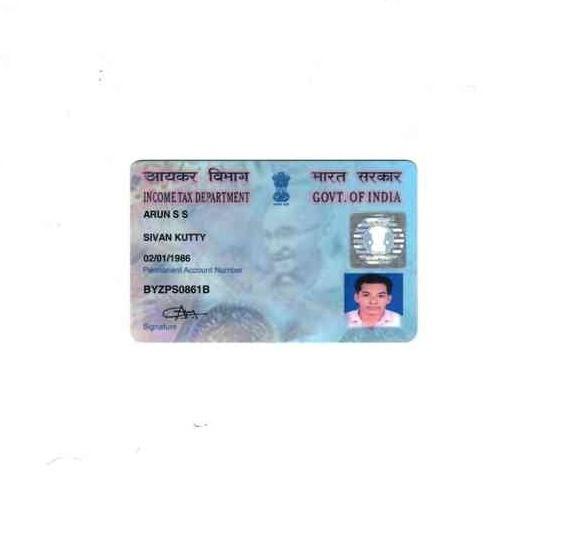 आयकर विभाग
भारत सरकार
INCOME TAX DEPARTMENT
GOVT. OF INDIA
ARUN S S
SIVAN KUTTY
02/01/1986
Permanent Account Number
BYZPS0861B
Signature